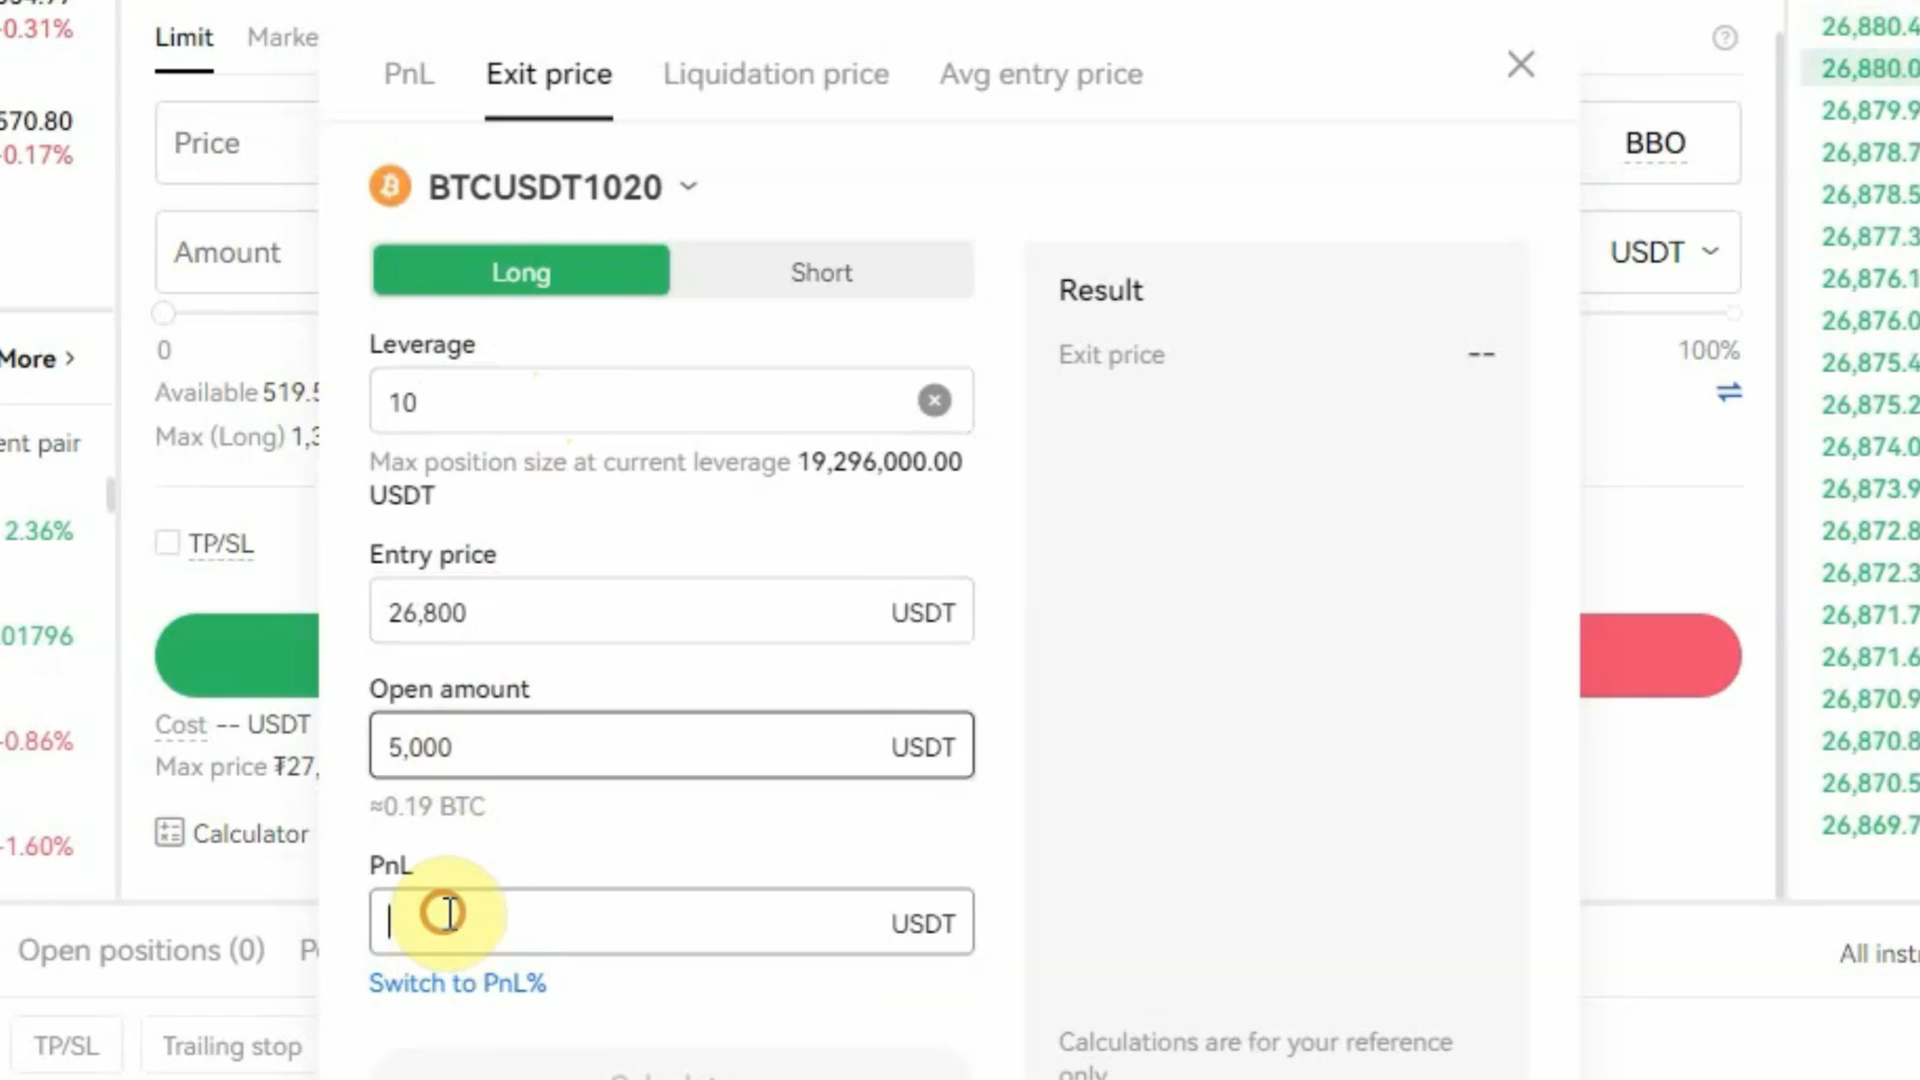 -0.31%
570.80
-0.17%
More >
ent pair
2.36%
01796
-0.86%
-1.60%
Limit
Price
Amount
0
Available 519.5
Max (Long) 1,3
TP/SL
Cost -- USDT
Max price ₮27,
Calculator
PnL
Exit price
Liquidation price
Avg entry price
BTCUSDT1020
Long
Short
Leverage
10
Max position size at current leverage 19,296,000.00
USDT
Entry price
26,800 USDT
Open amount
5,000 USDT
≈0.19 BTC
PnL
USDT
Switch to PnL%
Result
Exit price --
Calculations are for your reference
only
BBO
USDT
100%
26,880.4
26,880.0
26,879.9
26,878.7
26,878.5
26,877.3
26,876.1
26,876.0
26,875.4
26,875.2
26,874.0
26,873.9
26,872.8
26,872.3
26,871.7
26,871.6
26,870.9
26,870.8
26,870.5
26,869.7
Open positions (0)
All inst
TP/SL
Trailing stop